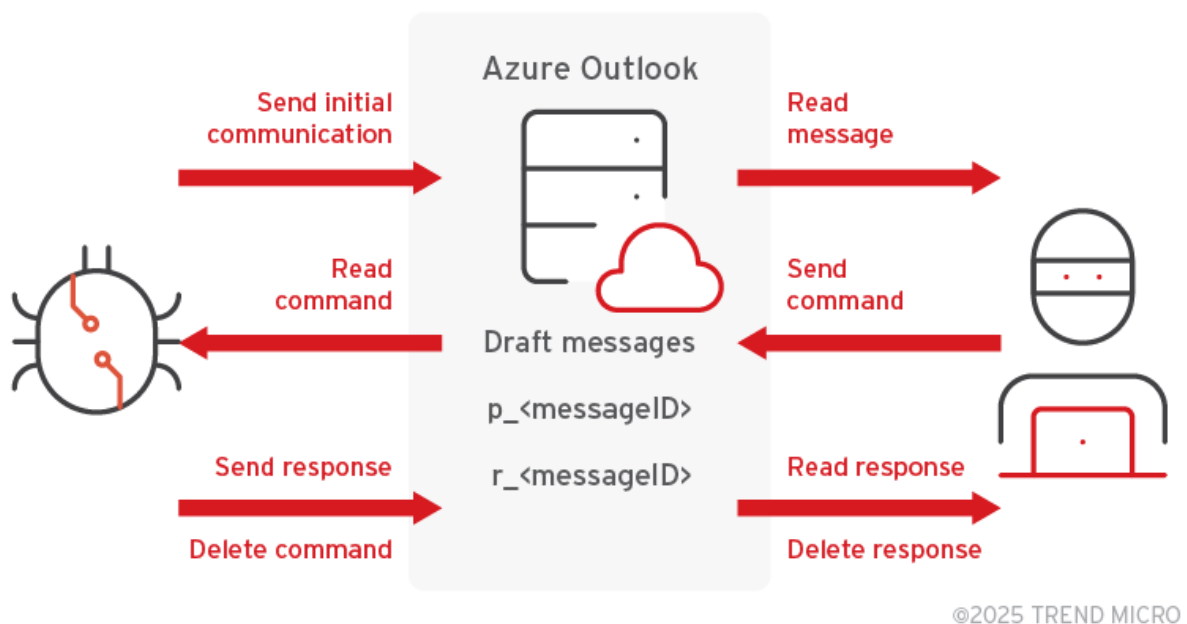 Azure Outlook
Send initial
communication
Read
message
Read
command
Send
command
Draft messages
p_<messageID>
r_<messageID>
Send response
Read response
Delete command
Delete response
©2025 TREND MICRO